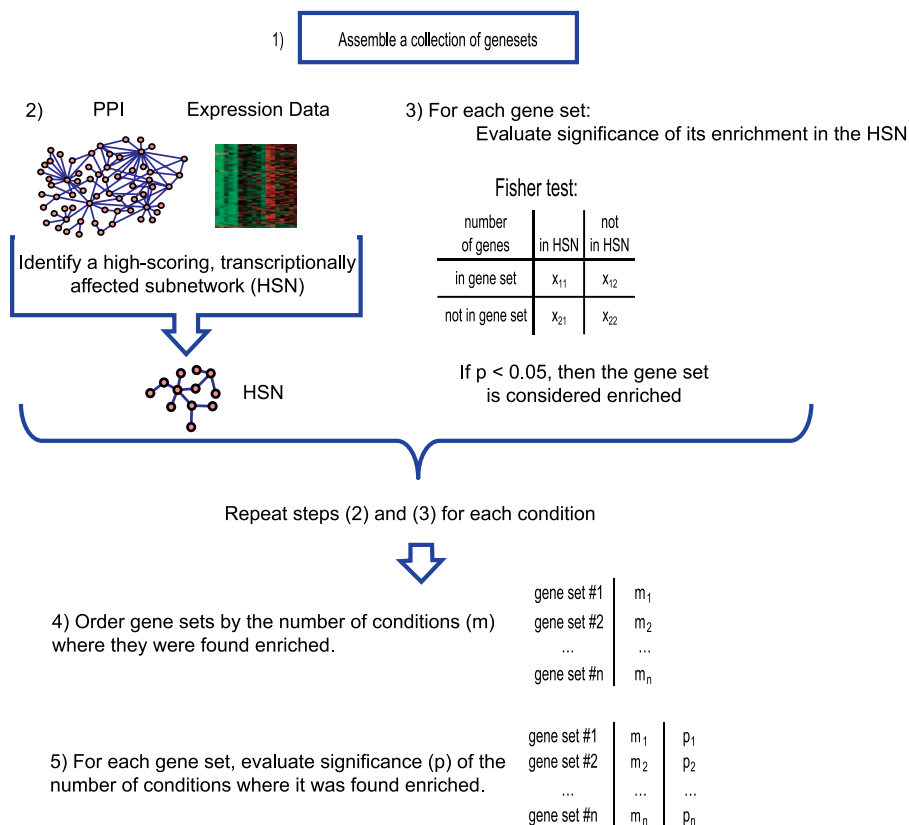 1)
Assemble a collection of genesets
2)
PPI
Expression Data
Identify a high-scoring, transcriptionally
affected subnetwork (HSN)
HSN
3) For each gene set:
Evaluate significance of its enrichment in the HSN
Fisher test:
number
of genes
in HSN
not
in HSN
in gene set
x11
x12
not in gene set
x21
x22
If p < 0.05, then the gene set
is considered enriched
Repeat steps (2) and (3) for each condition
4) Order gene sets by the number of conditions (m)
where they were found enriched.
gene set #1 m1
gene set #2 m2
... ...
gene set #n mn
5) For each gene set, evaluate significance (p) of the
number of conditions where it was found enriched.
gene set #1 m1 p1
gene set #2 m2 p2
... ... ...
gene set #n mn pn